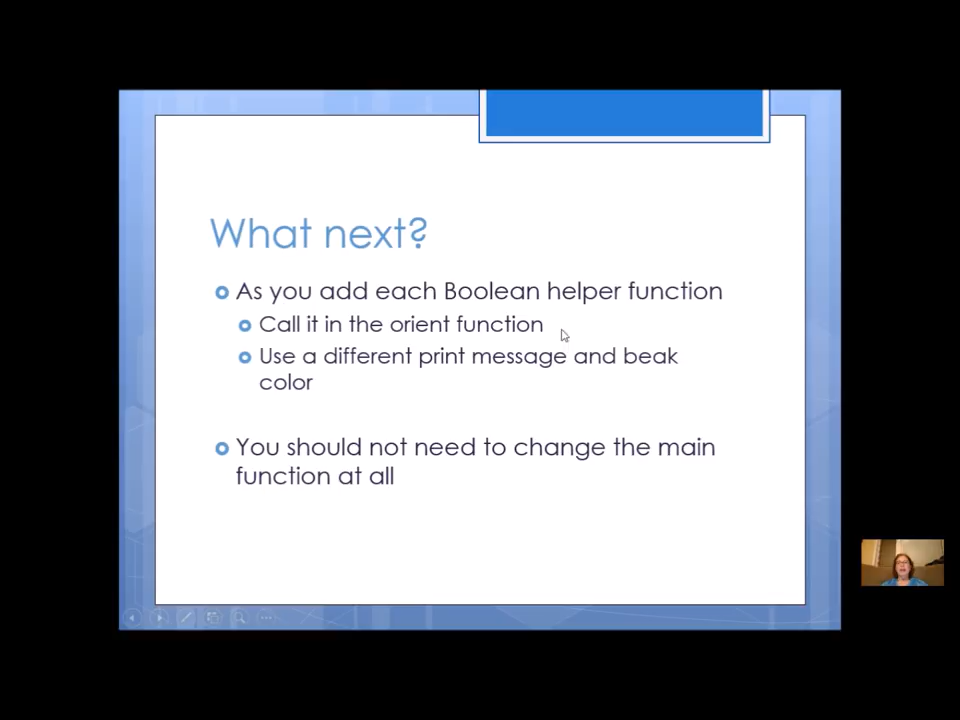 What next?
As you add each Boolean helper function
Call it in the orient function
Use a different print message and beak
color
You should not need to change the main
function at all